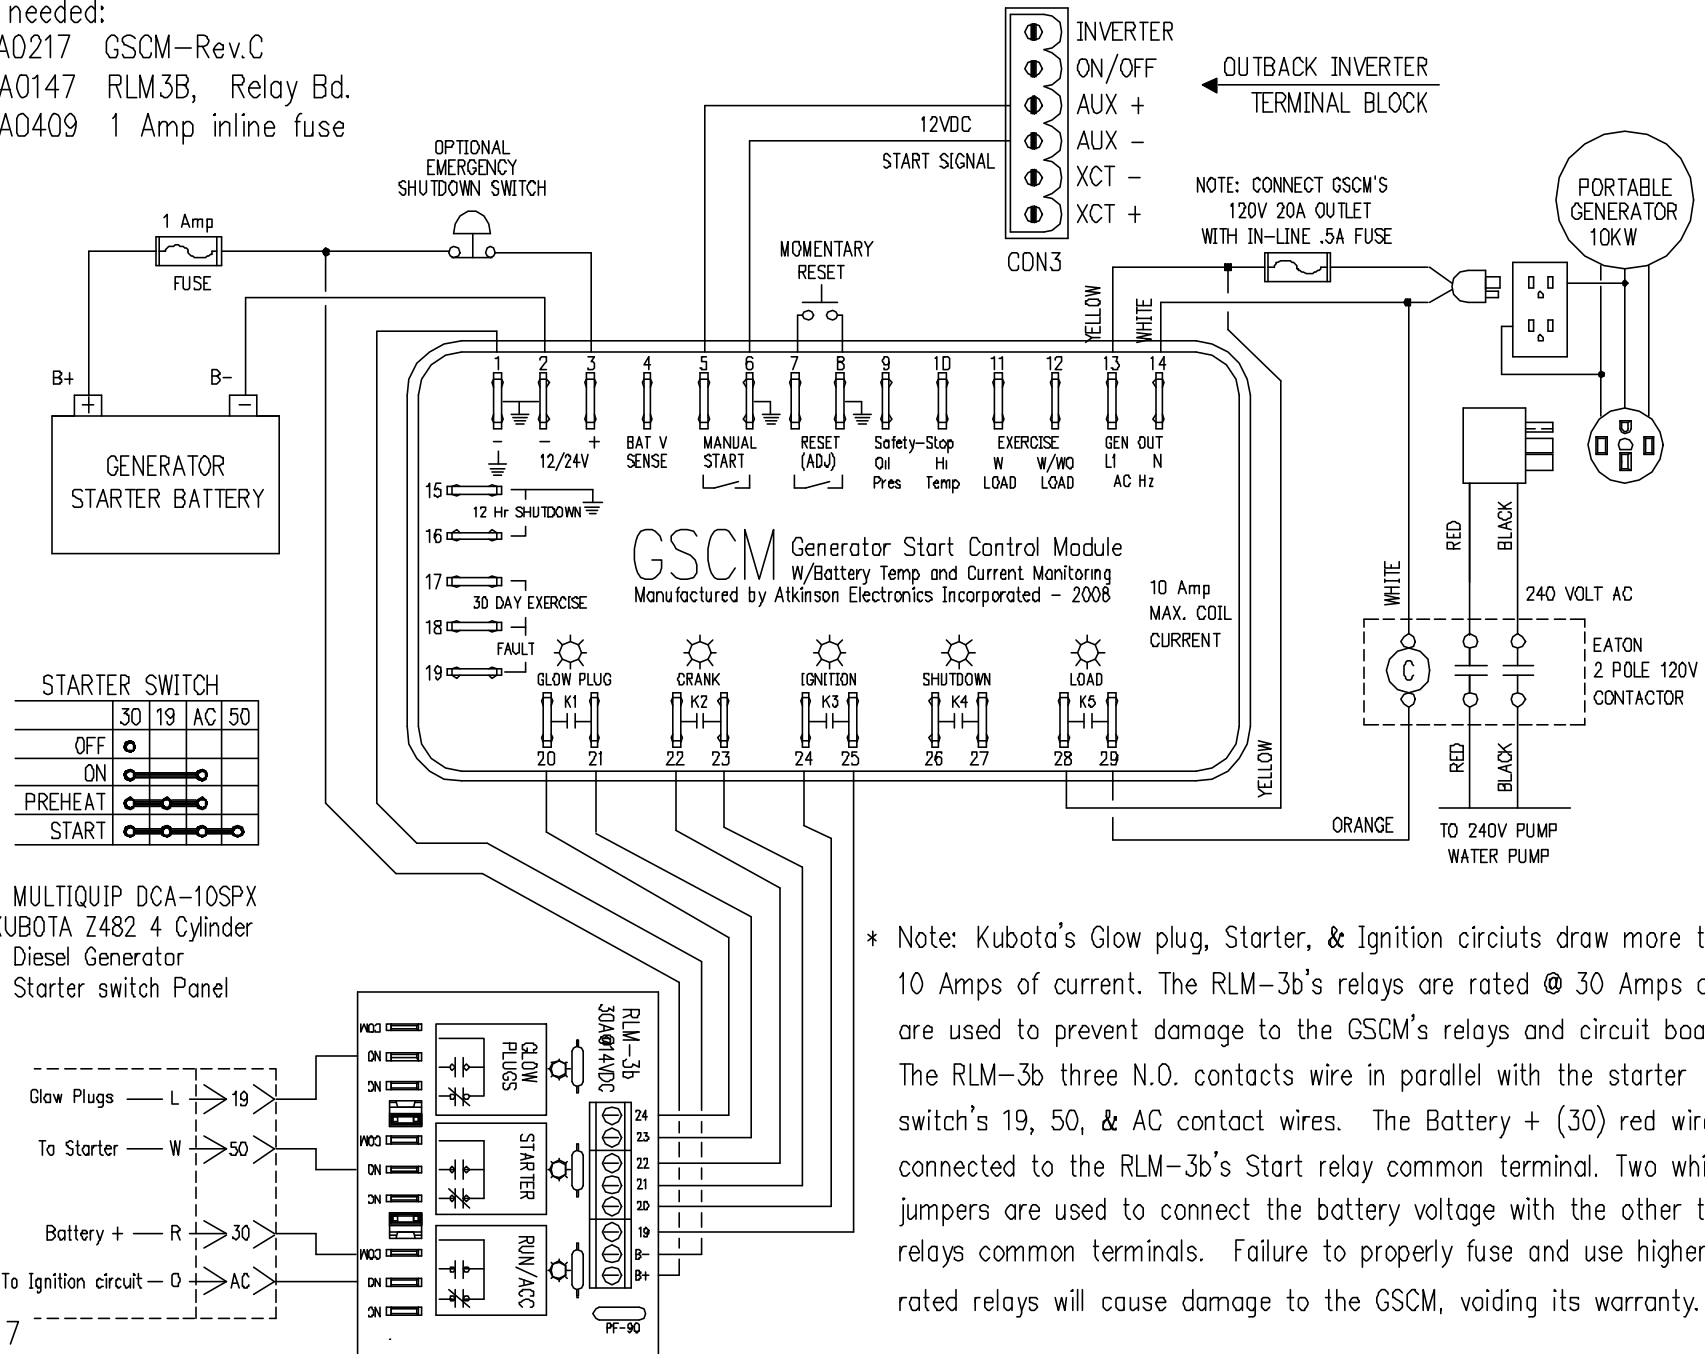 needed:
A0217 GSCM-Rev.C
A0147 RLM3B, Relay Bd.
A0409 1 Amp inline fuse
INVERTER
ON/OFF
AUX +
AUX -
XCT -
XCT +
CON3
OUTBACK INVERTER
TERMINAL BLOCK
12VDC
START SIGNAL
OPTIONAL
EMERGENCY
SHUTDOWN SWITCH
1 Amp
FUSE
MOMENTARY
RESET
NOTE: CONNECT GSCM'S
120V 20A OUTLET
WITH IN-LINE .5A FUSE
PORTABLE
GENERATOR
10KW
YELLOW
WHITE
B+
B-
+
-
GENERATOR
STARTER BATTERY
1 2 3 4 5 6 7 8 9 10 11 12 13 14
- - +
12/24V
BAT V
SENSE
MANUAL
START
RESET
(ADJ)
Safety-Stop
Oil Hi
Pres Temp
EXERCISE
W W/WO
LOAD LOAD
GEN OUT
L1 N
AC Hz
15
12 Hr SHUTDOWN
16
17
30 DAY EXERCISE
18
FAULT
19
GSCM
Generator Start Control Module
W/Battery Temp and Current Monitoring
Manufactured by Atkinson Electronics Incorporated - 2008
10 Amp
MAX. COIL
CURRENT
GLOW PLUG
K1
CRANK
K2
IGNITION
K3
SHUTDOWN
K4
LOAD
K5
20 21 22 23 24 25 26 27 28 29
YELLOW
ORANGE
WHITE
RED
BLACK
240 VOLT AC
C
EATON
2 POLE 120V
CONTACTOR
RED
BLACK
TO 240V PUMP
WATER PUMP
STARTER SWITCH
30 19 AC 50
OFF
ON
PREHEAT
START
MULTIQUIP DCA-10SPX
KUBOTA Z482 4 Cylinder
Diesel Generator
Starter switch Panel
Glow Plugs L 19
To Starter W 50
Battery + R 30
To Ignition circuit O AC
7
COM
NO
NC
COM
NO
NC
COM
NO
NC
GLOW
PLUGS
STARTER
RUN/ACC
RLM-3b
30A@14VDC
24
23
22
21
20
19
B-
B+
PF-90
* Note: Kubota's Glow plug, Starter, & Ignition circiuts draw more t
10 Amps of current. The RLM-3b's relays are rated @ 30 Amps
are used to prevent damage to the GSCM's relays and circuit boa
The RLM-3b three N.O. contacts wire in parallel with the starter
switch's 19, 50, & AC contact wires. The Battery + (30) red wir
connected to the RLM-3b's Start relay common terminal. Two whi
jumpers are used to connect the battery voltage with the other t
relays common terminals. Failure to properly fuse and use higher
rated relays will cause damage to the GSCM, voiding its warranty.